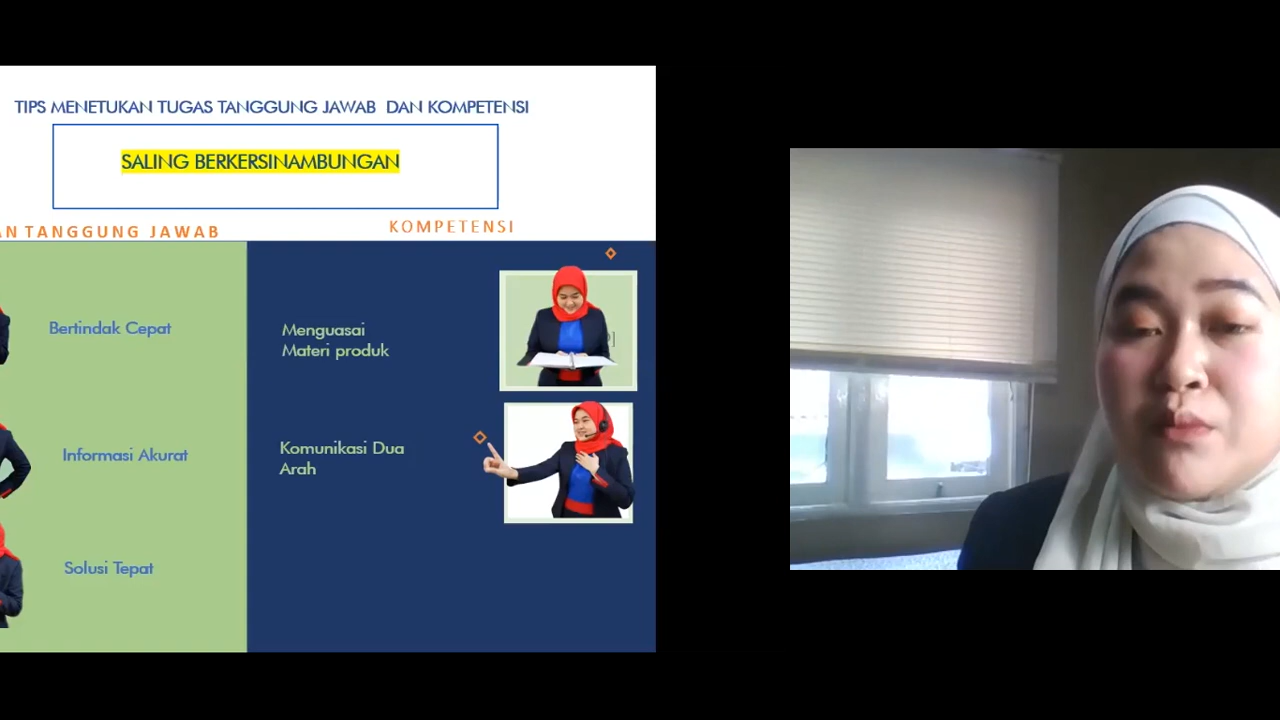 TIPS MENETUKAN TUGAS TANGGUNG JAWAB DAN KOMPETENSI
SALING BERKERSINAMBUNGAN
TANGGUNG JAWAB
KOMPETENSI
Bertindak Cepat
Menguasai
Materi produk
Informasi Akurat
Komunikasi Dua
Arah
Solusi Tepat